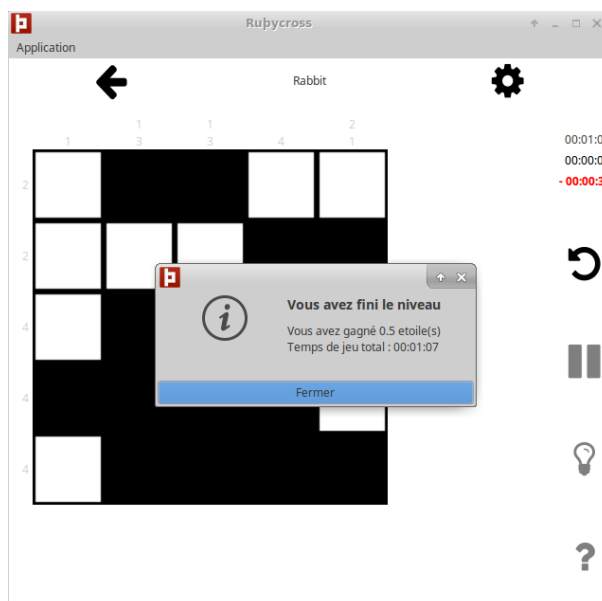 Ruþycross
Application
Rabbit
1 1 2
1 3 3 4 1
00:01:0
00:00:0
- 00:00:3
2
2
4
4
4
Vous avez fini le niveau
Vous avez gagné 0.5 etoile(s)
Temps de jeu total : 00:01:07
Fermer